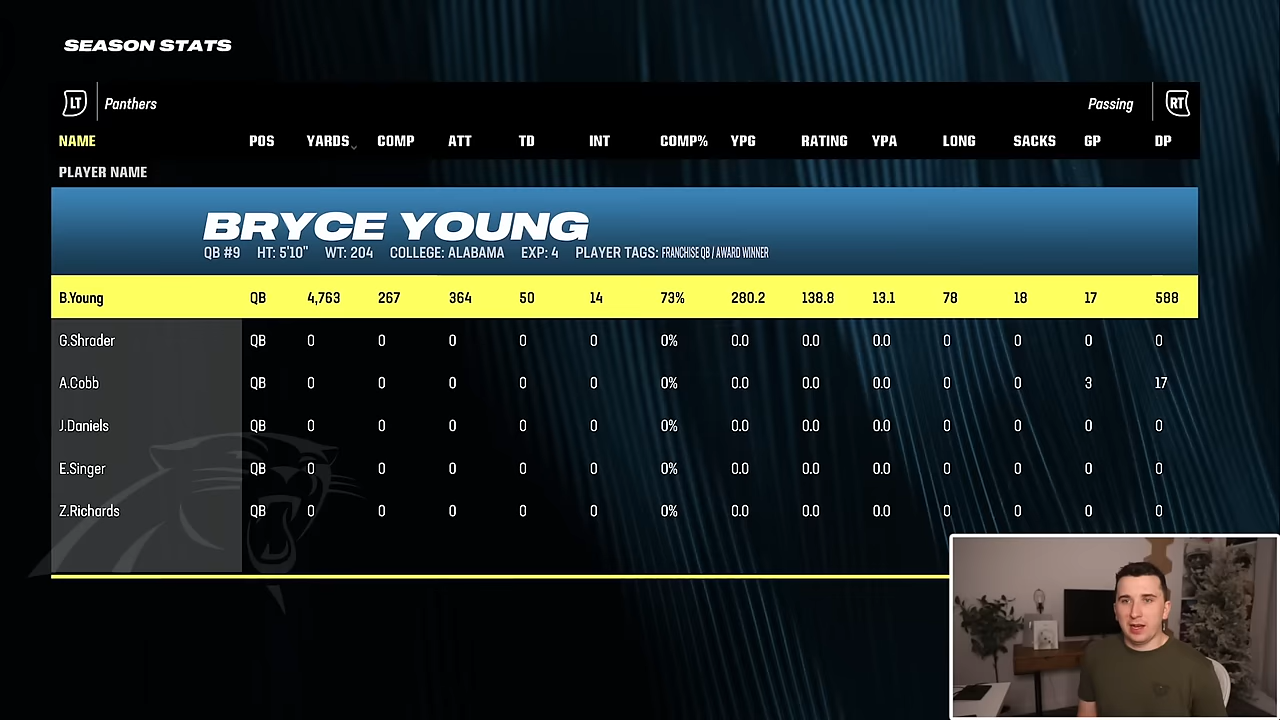 SEASON STATS
LT Panthers Passing RT
NAME POS YARDS COMP ATT TD INT COMP% YPG RATING YPA LONG SACKS GP DP
PLAYER NAME
BRYCE YOUNG
QB #9 HT: 5'10" WT: 204 COLLEGE: ALABAMA EXP: 4 PLAYER TAGS: FRANCHISE QB / AWARD WINNER
B.Young QB 4,763 267 364 50 14 73% 280.2 138.8 13.1 78 18 17 588
G.Shrader QB 0 0 0 0 0 0% 0.0 0.0 0.0 0 0 0 0
A.Cobb QB 0 0 0 0 0 0% 0.0 0.0 0.0 0 0 3 17
J.Daniels QB 0 0 0 0 0 0% 0.0 0.0 0.0 0 0 0 0
E.Singer QB 0 0 0 0 0 0% 0.0 0.0 0.0 0 0 0 0
Z.Richards QB 0 0 0 0 0 0% 0.0 0.0 0.0 0 0 0 0